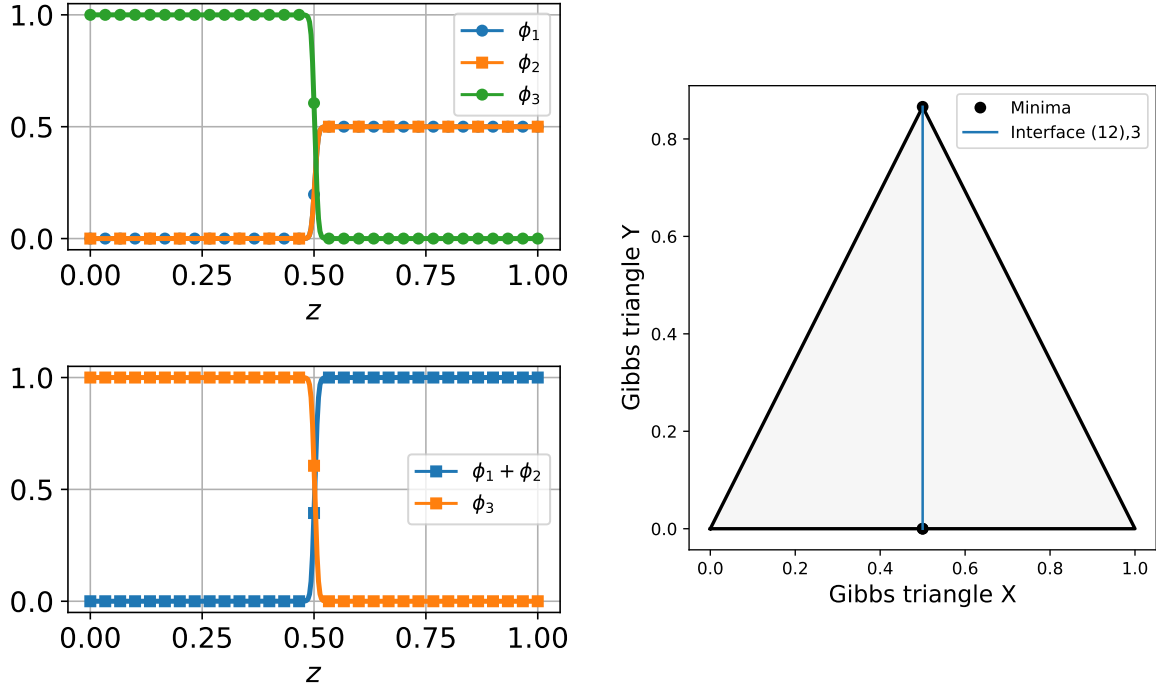 1.0
0.5
0.0
ϕ₁
ϕ₂
ϕ₃
0.00 0.25 0.50 0.75 1.00
z
1.0
0.5
0.0
ϕ₁ + ϕ₂
ϕ₃
0.00 0.25 0.50 0.75 1.00
z
Gibbs triangle Y
0.8
0.6
0.4
0.2
0.0
Minima
Interface (12),3
0.0 0.2 0.4 0.6 0.8 1.0
Gibbs triangle X